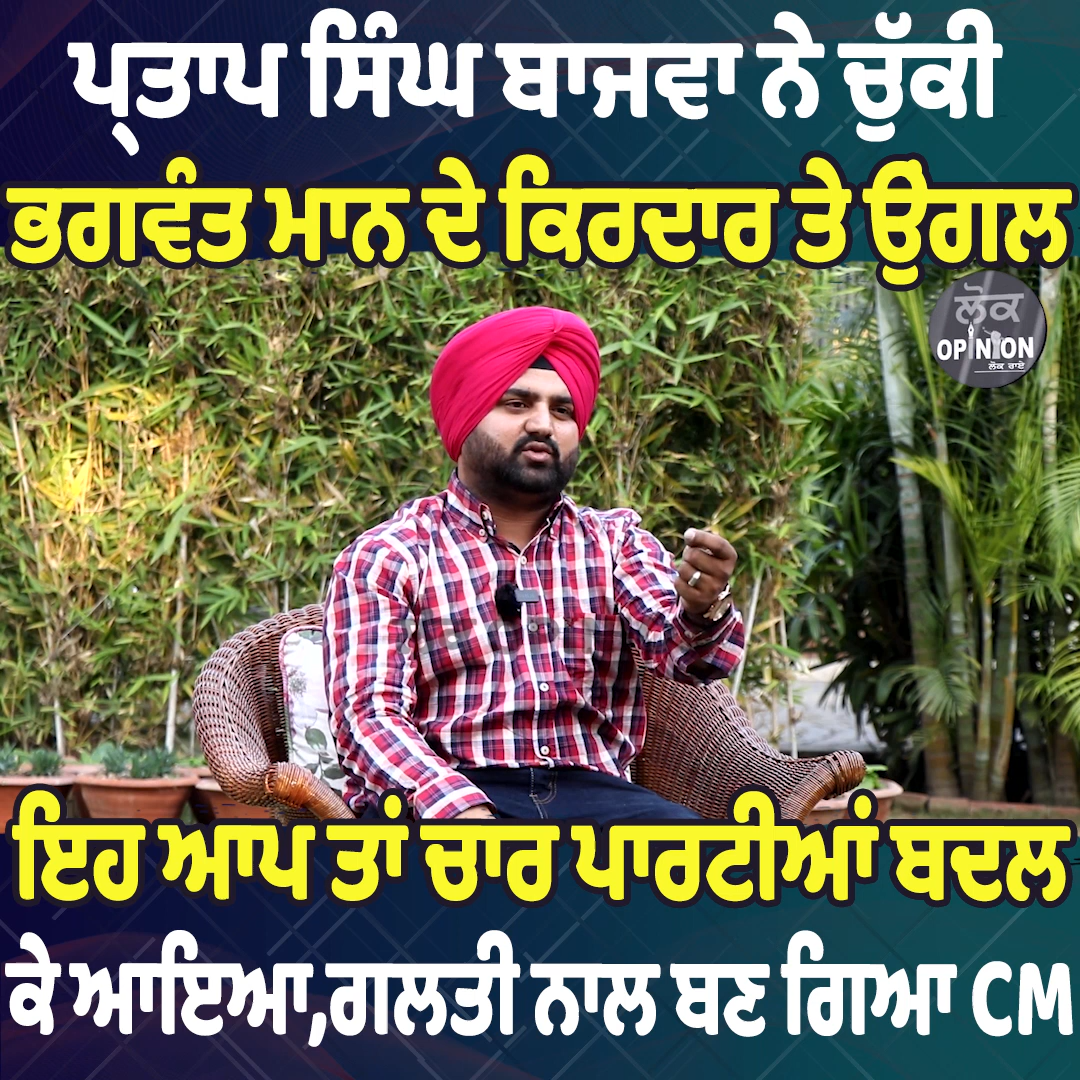 ਪ੍ਰਤਾਪ ਸਿੰਘ ਬਾਜਵਾ ਨੇ ਚੁੱਕੀ
ਭਗਵੰਤ ਮਾਨ ਦੇ ਕਿਰਦਾਰ ਤੇ ਉਂਗਲ
ਲੋਕ
OPINION
ਲੋਕ ਰਾਏ
ਇਹ ਆਪ ਤਾਂ ਚਾਰ ਪਾਰਟੀਆਂ ਬਦਲ
ਕੇ ਆਇਆ,ਗਲਤੀ ਨਾਲ ਬਣ ਗਿਆ CM